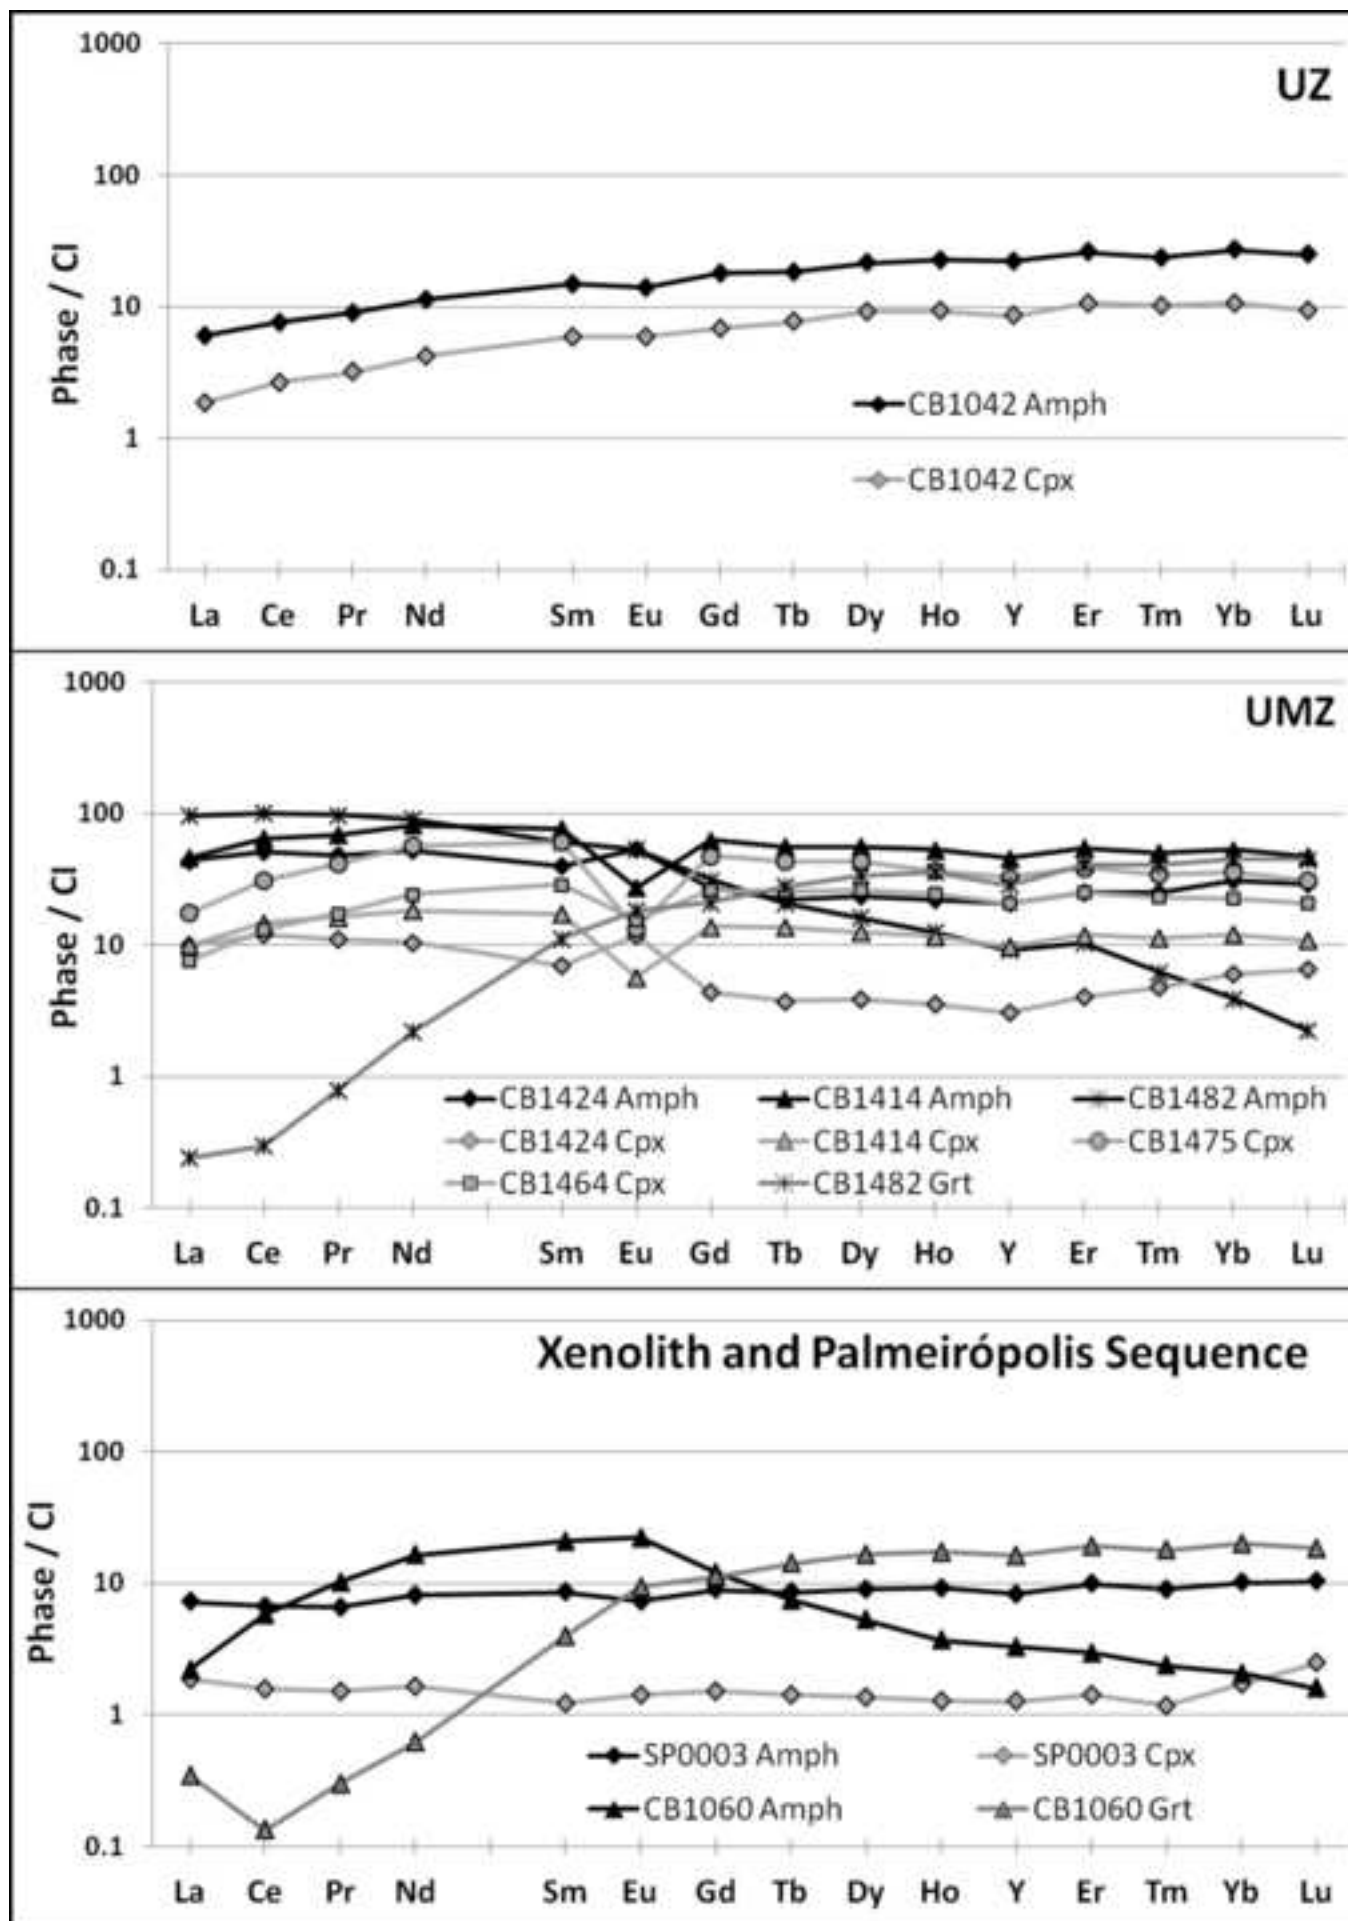 1000
UZ
100
Phase / CI
10
CB1042 Amph
1
CB1042 Cpx
0.1
La Ce Pr Nd Sm Eu Gd Tb Dy Ho Y Er Tm Yb Lu
1000
UMZ
100
Phase / CI
10
1
CB1424 Amph CB1414 Amph CB1482 Amph
CB1424 Cpx CB1414 Cpx CB1475 Cpx
CB1464 Cpx CB1482 Grt
0.1
La Ce Pr Nd Sm Eu Gd Tb Dy Ho Y Er Tm Yb Lu
1000
Xenolith and Palmeirópolis Sequence
100
Phase / CI
10
1
SP0003 Amph SP0003 Cpx
CB1060 Amph CB1060 Grt
0.1
La Ce Pr Nd Sm Eu Gd Tb Dy Ho Y Er Tm Yb Lu